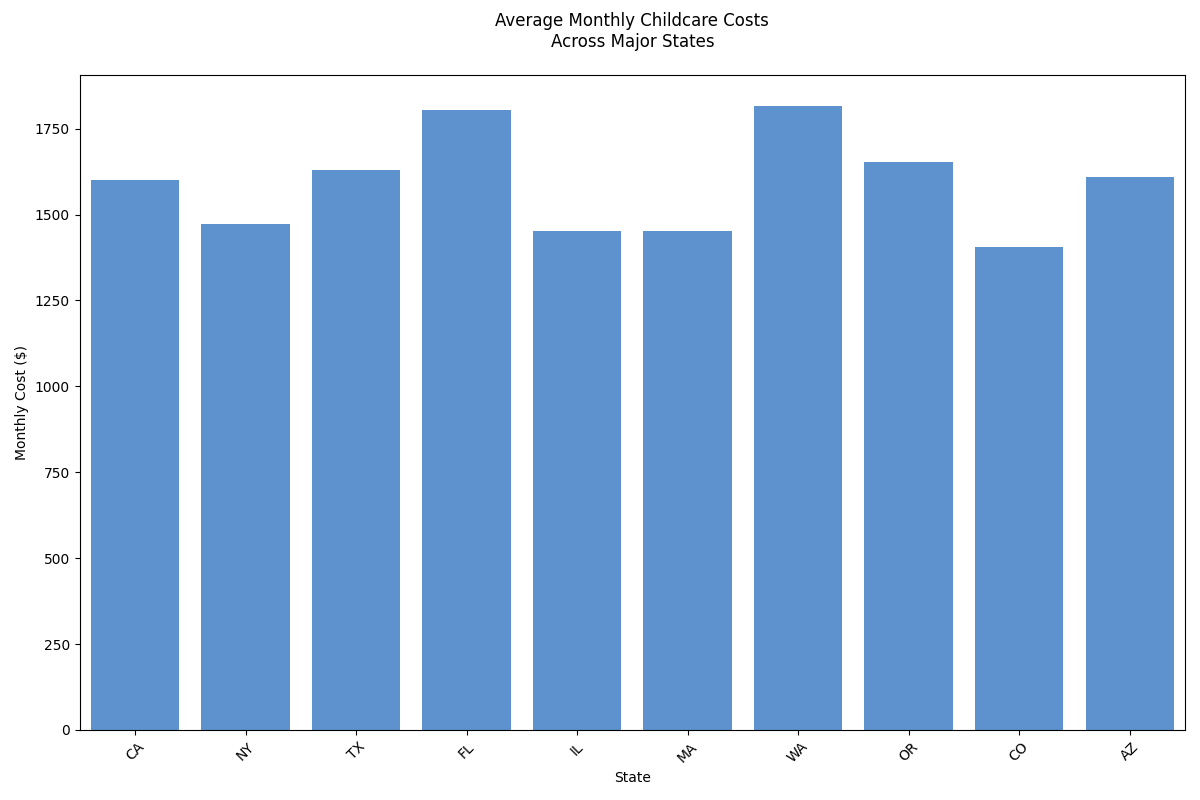 Average Monthly Childcare Costs
Across Major States
Monthly Cost ($)
1750
1500
1250
1000
750
500
250
0
CA NY TX FL IL MA WA OR CO AZ
State